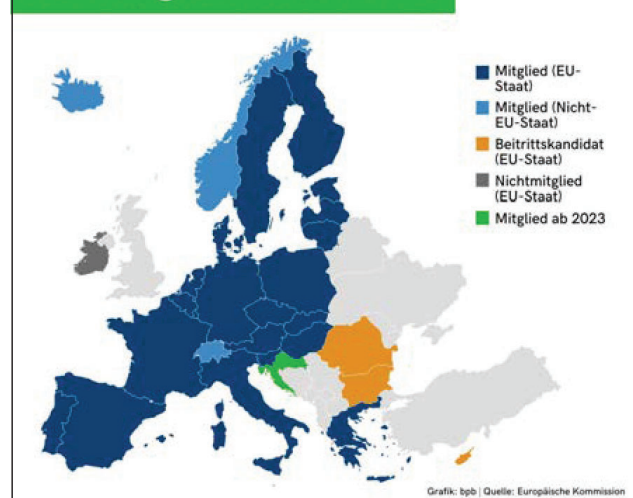 Mitglied (EU-
Staat)
Mitglied (Nicht-
EU-Staat)
Beitrittskandidat
(EU-Staat)
Nichtmitglied
(EU-Staat)
Mitglied ab 2023
Grafik: bpb | Quelle: Europäische Kommission